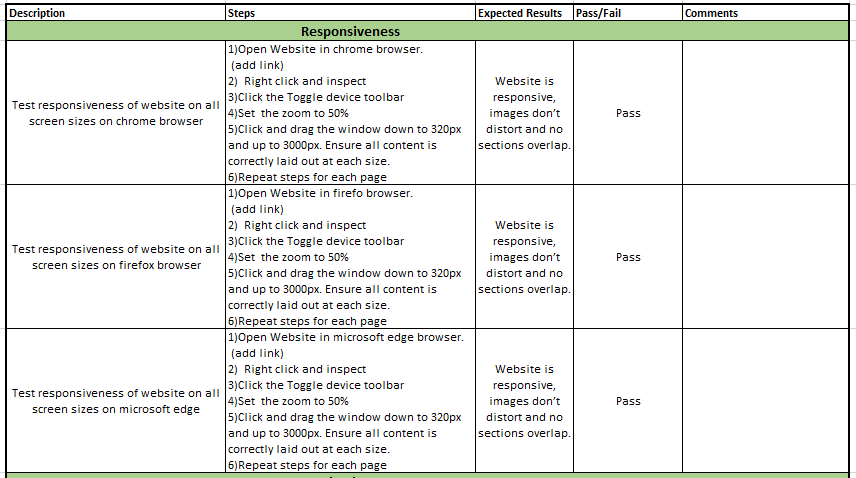 Description Steps Expected Results Pass/Fail Comments
Responsiveness
Test responsiveness of website on all
screen sizes on chrome browser
1)Open Website in chrome browser.
(add link)
2)  Right click and inspect
3)Click the Toggle device toolbar
4)Set  the zoom to 50%
5)Click and drag the window down to 320px
and up to 3000px. Ensure all content is
correctly laid out at each size.
6)Repeat steps for each page
Website is
responsive,
images don’t
distort and no
sections overlap.
Pass
Test responsiveness of website on all
screen sizes on firefox browser
1)Open Website in firefo browser.
(add link)
2)  Right click and inspect
3)Click the Toggle device toolbar
4)Set  the zoom to 50%
5)Click and drag the window down to 320px
and up to 3000px. Ensure all content is
correctly laid out at each size.
6)Repeat steps for each page
Website is
responsive,
images don’t
distort and no
sections overlap.
Pass
Test responsiveness of website on all
screen sizes on microsoft edge
1)Open Website in microsoft edge browser.
(add link)
2)  Right click and inspect
3)Click the Toggle device toolbar
4)Set  the zoom to 50%
5)Click and drag the window down to 320px
and up to 3000px. Ensure all content is
correctly laid out at each size.
6)Repeat steps for each page
Website is
responsive,
images don’t
distort and no
sections overlap.
Pass